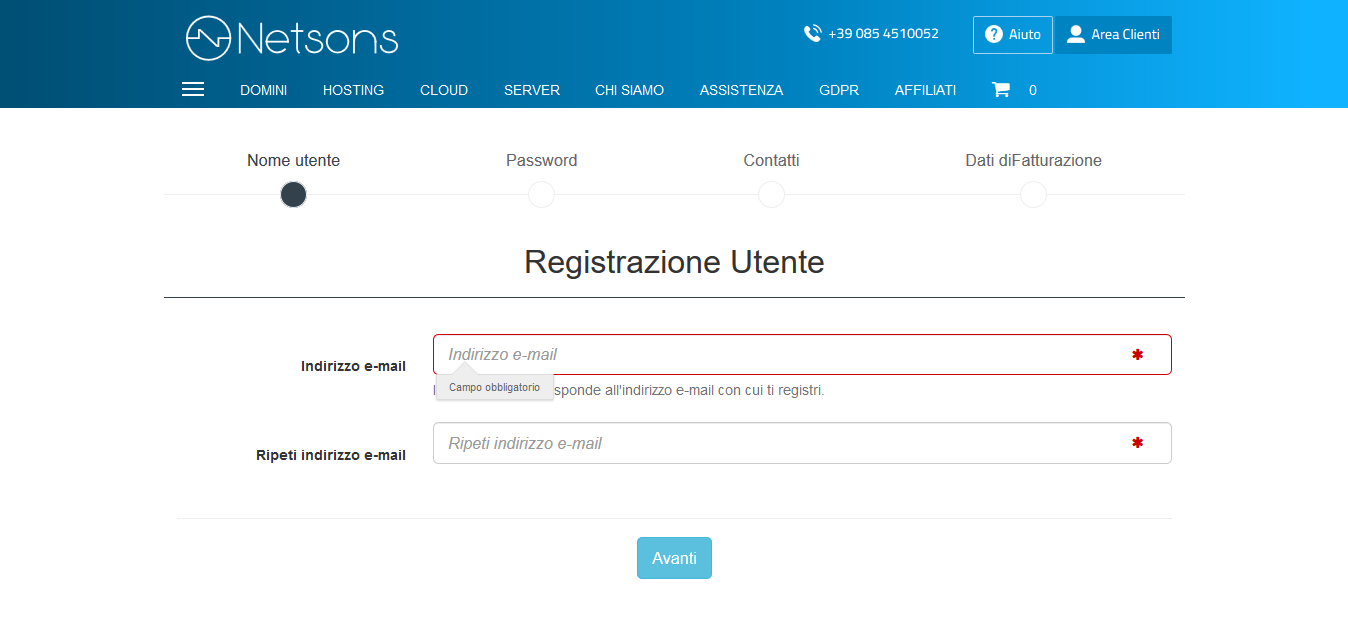 Netsons
+39 085 4510052
Aiuto
Area Clienti
DOMINI HOSTING CLOUD SERVER CHI SIAMO ASSISTENZA GDPR AFFILIATI 0
Nome utente Password Contatti Dati diFatturazione
Registrazione Utente
Indirizzo e-mail
Indirizzo e-mail *
Campo obbligatorio
sponde all'indirizzo e-mail con cui ti registri.
Ripeti indirizzo e-mail
Ripeti indirizzo e-mail *
Avanti